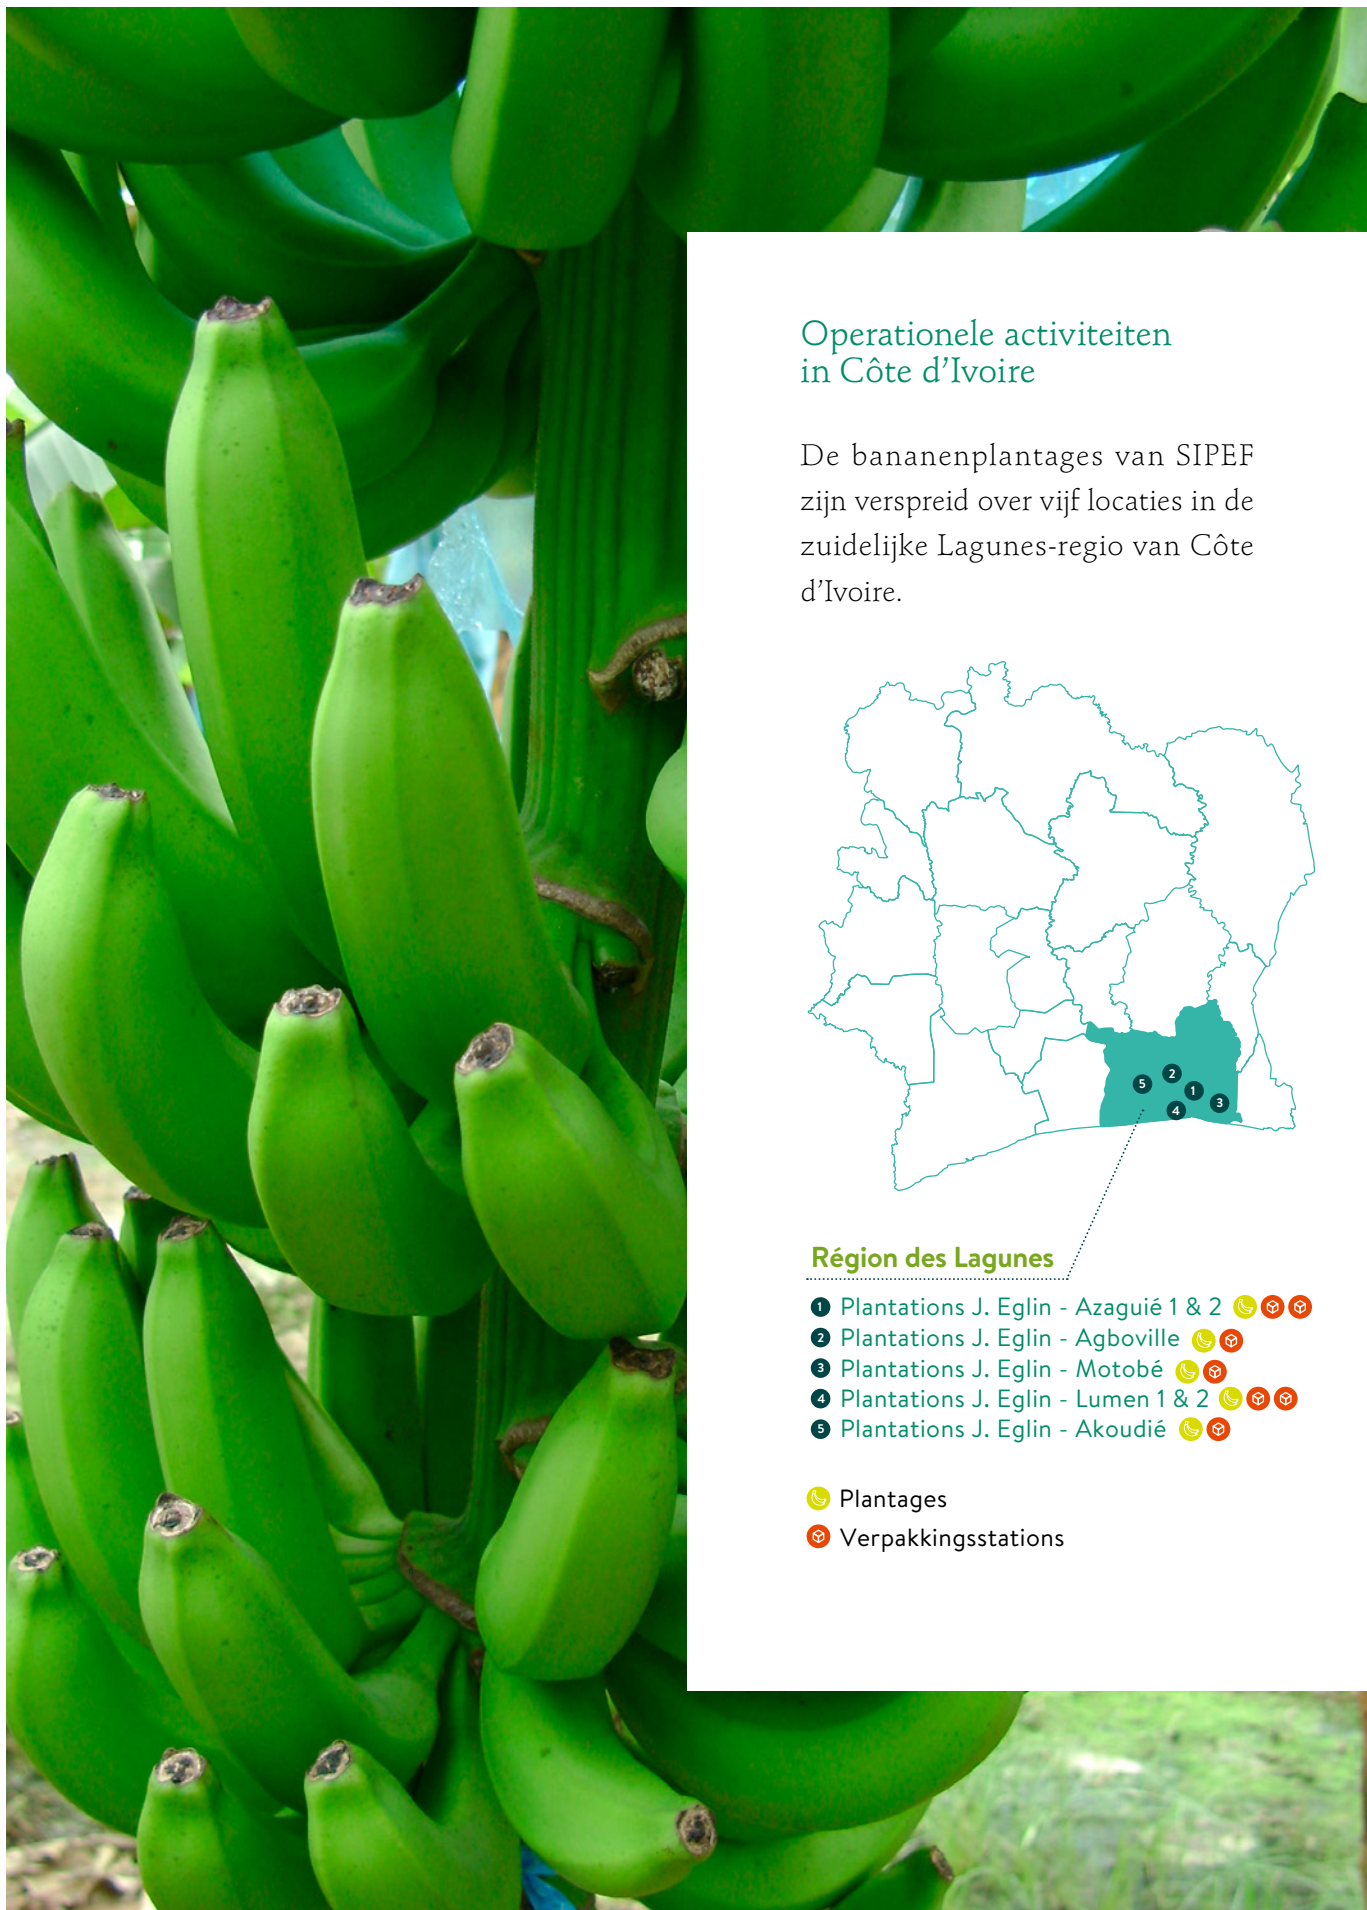 Operationele activiteiten
in Côte d’Ivoire
De bananenplantages van SIPEF
zijn verspreid over vijf locaties in de
zuidelijke Lagunes-regio van Côte
d’Ivoire.
2
5
1
3
4
Région des Lagunes
1 Plantations J. Eglin - Azaguié 1 & 2
2 Plantations J. Eglin - Agboville
3 Plantations J. Eglin - Motobé
4 Plantations J. Eglin - Lumen 1 & 2
5 Plantations J. Eglin - Akoudié
Plantages
Verpakkingsstations